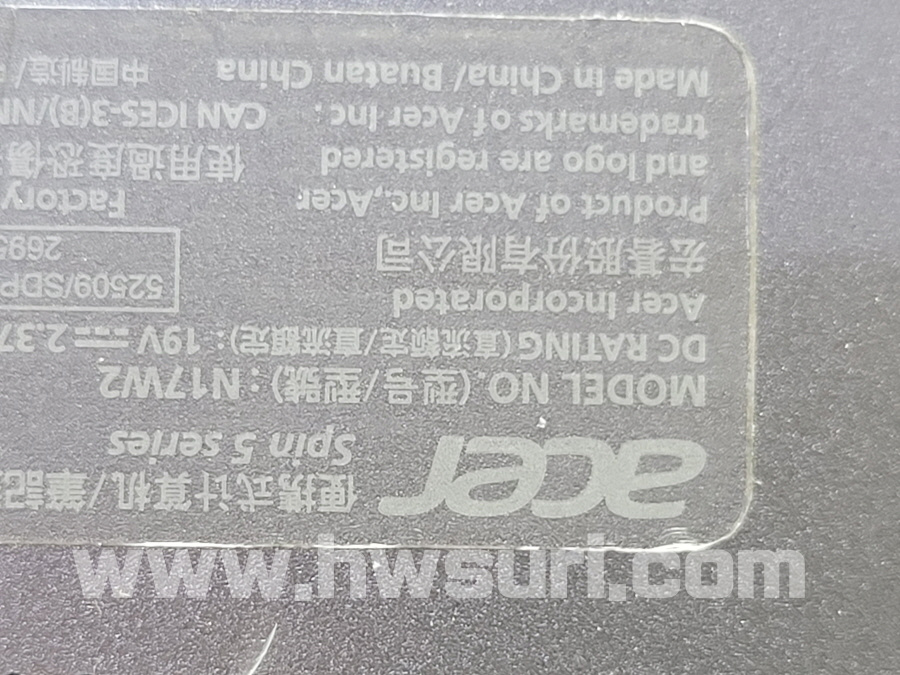 便携式计算机/筆記
acer Spin 5 series
MODEL NO. (型号/型號) : N17W2
DC RATING (直流额定/直流額定) : 19V ⎓ 2.37
Acer Incorporated 52509/SDP
宏碁股份有限公司 2695
Product of Acer Inc,. Acer Factory
and logo are registered 使用過度恐傷
trademarks of Acer Inc. CAN ICES-3(B)/N
Made in China/ Buatan China 中國制造/
www.hwsuri.com